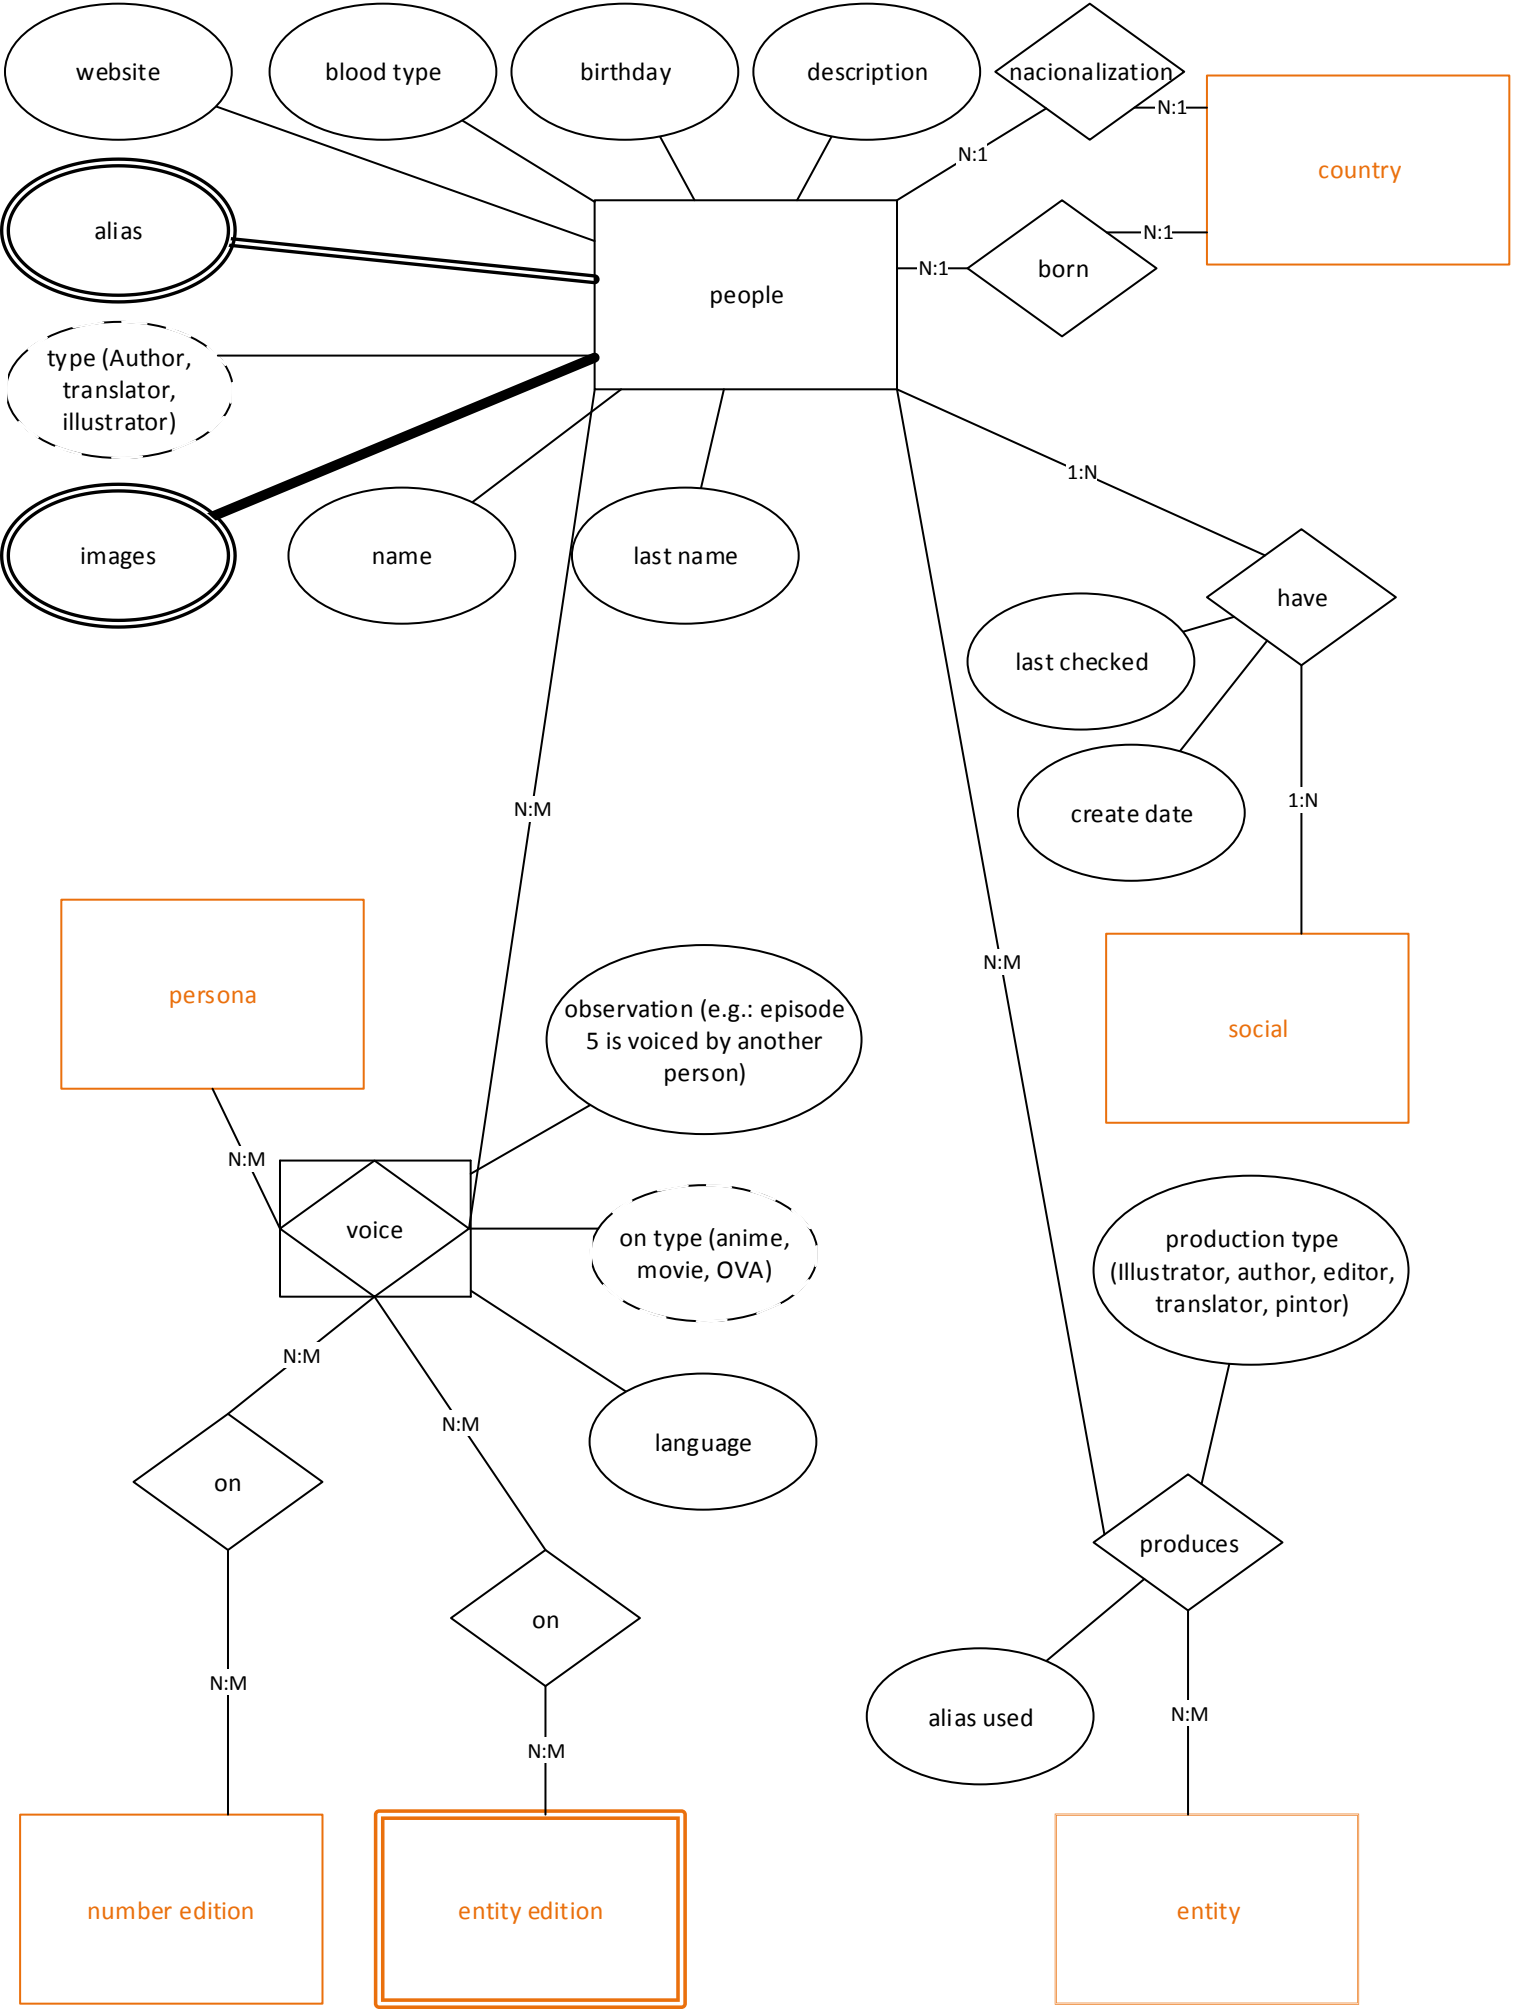 website
blood type
birthday
description
nacionalization
N:1
country
N:1
alias
N:1
born
N:1
people
type (Author,
translator,
illustrator)
images
name
last name
1:N
have
last checked
create date
1:N
N:M
N:M
persona
observation (e.g.: episode
5 is voiced by another
person)
social
N:M
voice
on type (anime,
movie, OVA)
production type
(Illustrator, author, editor,
translator, pintor)
N:M
N:M
language
on
produces
on
N:M
alias used
N:M
N:M
number edition
entity edition
entity